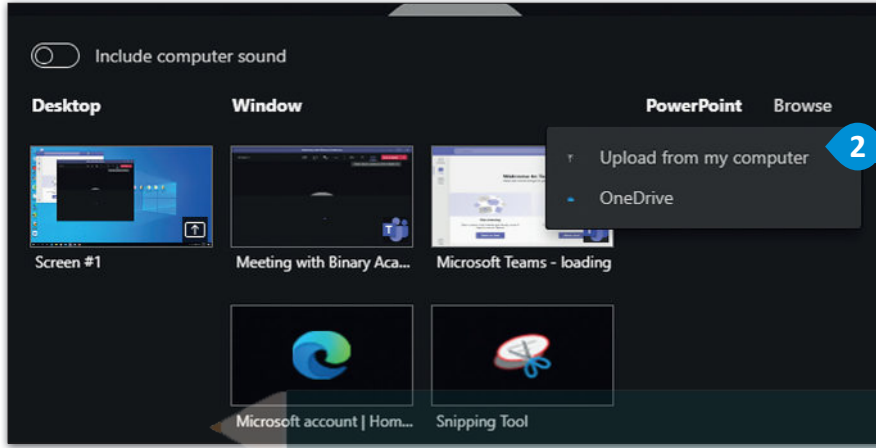 Include computer sound
Desktop
Window
PowerPoint
Browse
Upload from my computer
2
OneDrive
Screen #1
Meeting with Binary Aca...
Microsoft Teams - loading
Microsoft account | Hom...
Snipping Tool